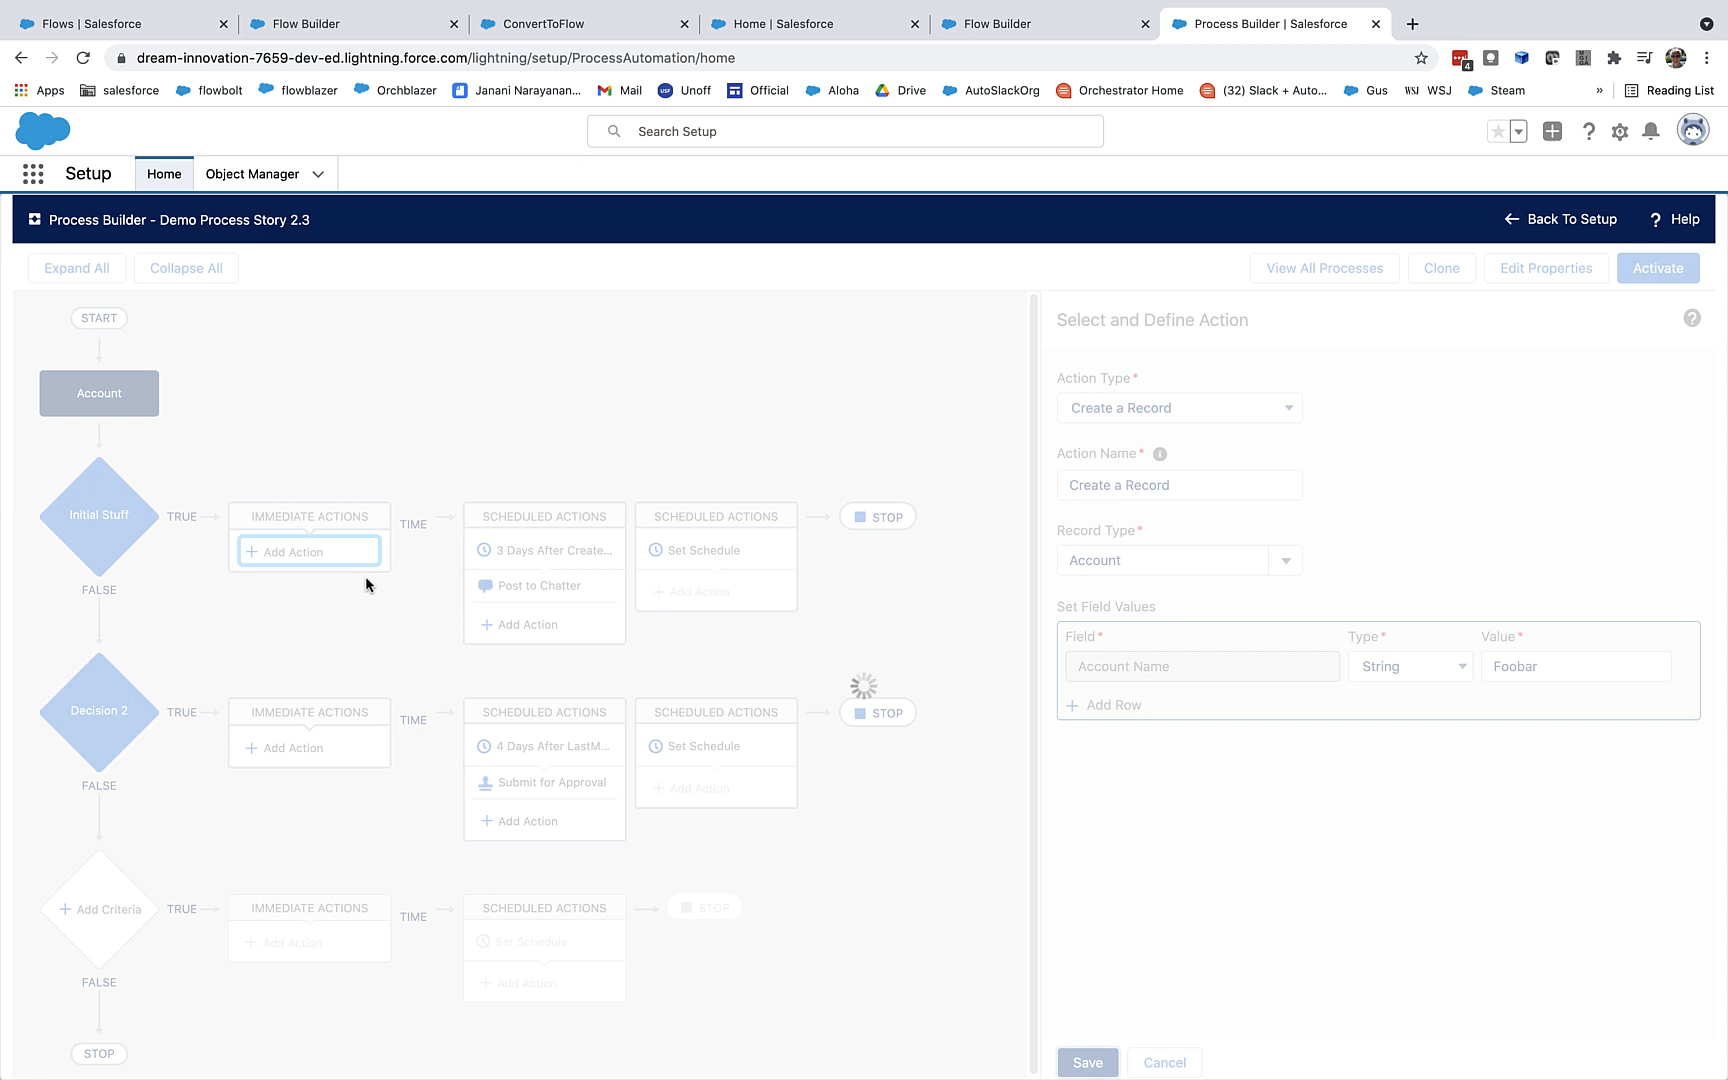 Flows | Salesforce
Flow Builder
ConvertToFlow
Home | Salesforce
Flow Builder
Process Builder | Salesforce
dream-innovation-7659-dev-ed.lightning.force.com/lightning/setup/ProcessAutomation/home
4
Apps
salesforce
flowbolt
flowblazer
Orchblazer
Janani Narayanan...
Mail
Unoff
Official
Aloha
Drive
AutoSlackOrg
Orchestrator Home
(32) Slack + Auto...
Gus
WSJ WSJ
Steam
»
Reading List
Search Setup
Setup
Home
Object Manager
Process Builder - Demo Process Story 2.3
Back To Setup
? Help
Expand All
Collapse All
View All Processes
Clone
Edit Properties
Activate
START
Account
Initial Stuff
TRUE
IMMEDIATE ACTIONS
+ Add Action
TIME
SCHEDULED ACTIONS
3 Days After Create...
Post to Chatter
+ Add Action
SCHEDULED ACTIONS
Set Schedule
+ Add Action
STOP
FALSE
Decision 2
TRUE
IMMEDIATE ACTIONS
+ Add Action
TIME
SCHEDULED ACTIONS
4 Days After LastM...
Submit for Approval
+ Add Action
SCHEDULED ACTIONS
Set Schedule
+ Add Action
STOP
FALSE
+ Add Criteria
TRUE
IMMEDIATE ACTIONS
+ Add Action
TIME
SCHEDULED ACTIONS
Set Schedule
+ Add Action
STOP
FALSE
STOP
Select and Define Action
Action Type*
Create a Record
Action Name*
Create a Record
Record Type*
Account
Set Field Values
Field* Type* Value*
Account Name String Foobar
+ Add Row
Save
Cancel